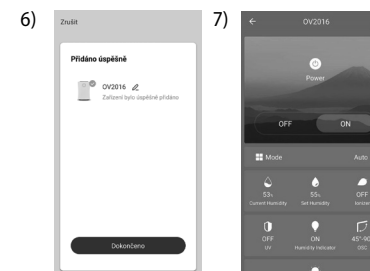 6)
Zrušit
Přidáno úspěšně
OV2016
Zařízení bylo úspěšně přidáno
Dokončeno
7)
OV2016
Power
OFF ON
Mode Auto
53% 55% OFF
Current Humidity Set Humidity Ionizer
OFF ON 45°-90
UV Humidity Indicator OSC